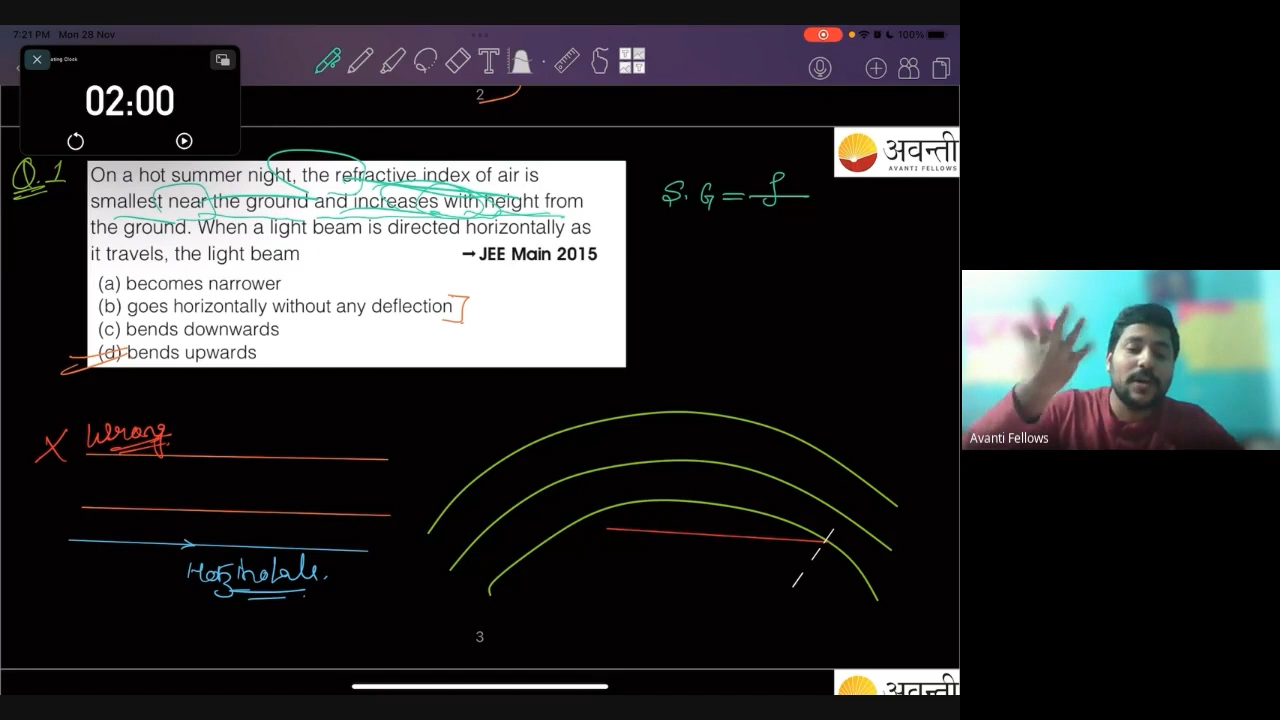 7:21 PM Mon 28 Nov
100%
02:00
2
अवन्ती
AVANTI FELLOWS
Q.1
On a hot summer night, the refractive index of air is
smallest near the ground and increases with height from
the ground. When a light beam is directed horizontally as
it travels, the light beam → JEE Main 2015
(a) becomes narrower
(b) goes horizontally without any deflection
(c) bends downwards
(d) bends upwards
S. G = ρ
X Wrong.
3
Avanti Fellows
अवन्ती